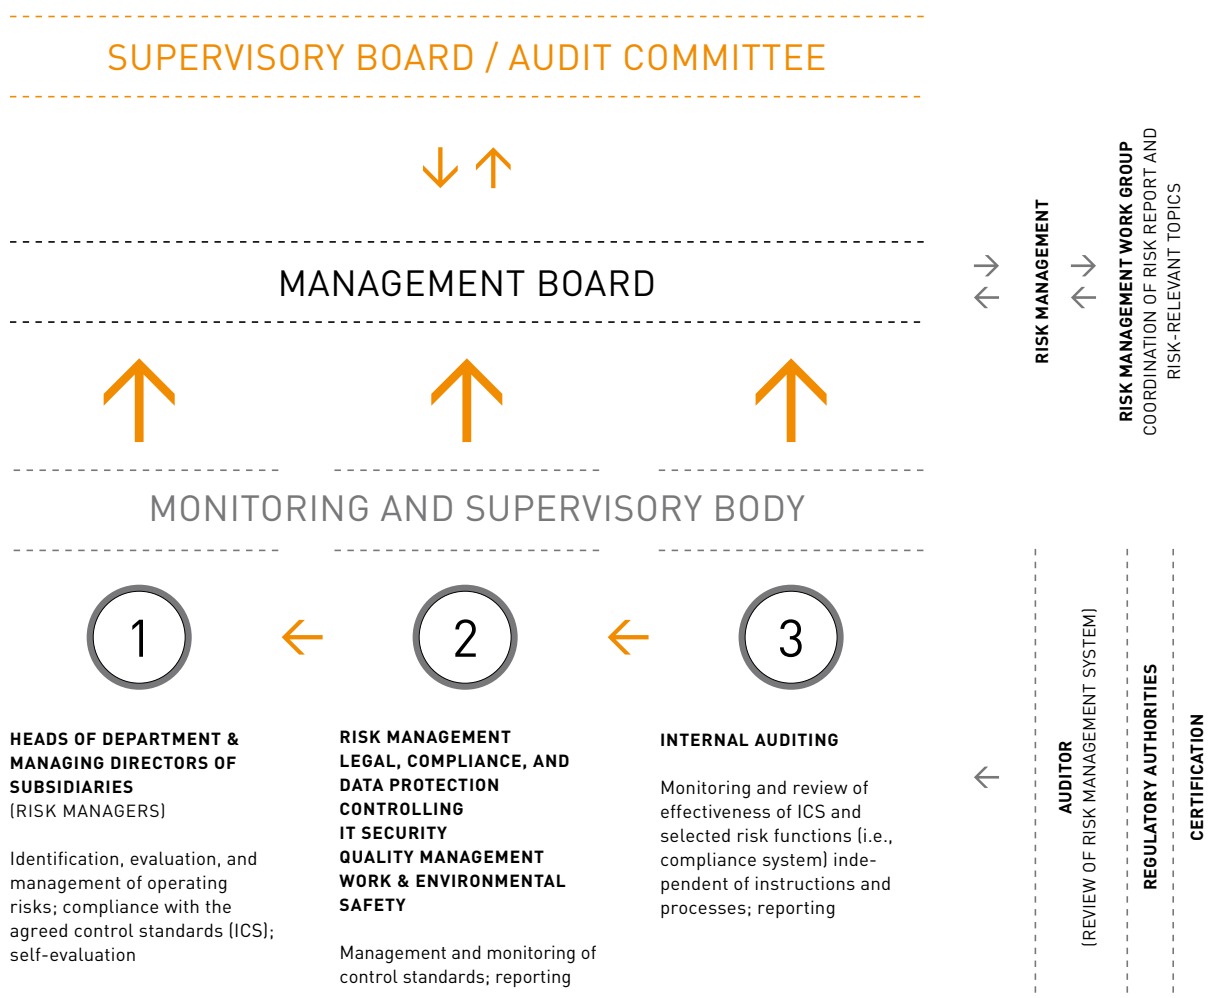 SUPERVISORY BOARD / AUDIT COMMITTEE
MANAGEMENT BOARD
RISK MANAGEMENT
RISK MANAGEMENT WORK GROUP
COORDINATION OF RISK REPORT AND
RISK-RELEVANT TOPICS
MONITORING AND SUPERVISORY BODY
1
2
3
HEADS OF DEPARTMENT &
MANAGING DIRECTORS OF
SUBSIDIARIES
(RISK MANAGERS)
Identification, evaluation, and
management of operating
risks; compliance with the
agreed control standards (ICS);
self-evaluation
RISK MANAGEMENT
LEGAL, COMPLIANCE, AND
DATA PROTECTION
CONTROLLING
IT SECURITY
QUALITY MANAGEMENT
WORK & ENVIRONMENTAL
SAFETY
Management and monitoring of
control standards; reporting
INTERNAL AUDITING
Monitoring and review of
effectiveness of ICS and
selected risk functions (i.e.,
compliance system) inde-
pendent of instructions and
processes; reporting
AUDITOR
(REVIEW OF RISK MANAGEMENT SYSTEM)
REGULATORY AUTHORITIES
CERTIFICATION